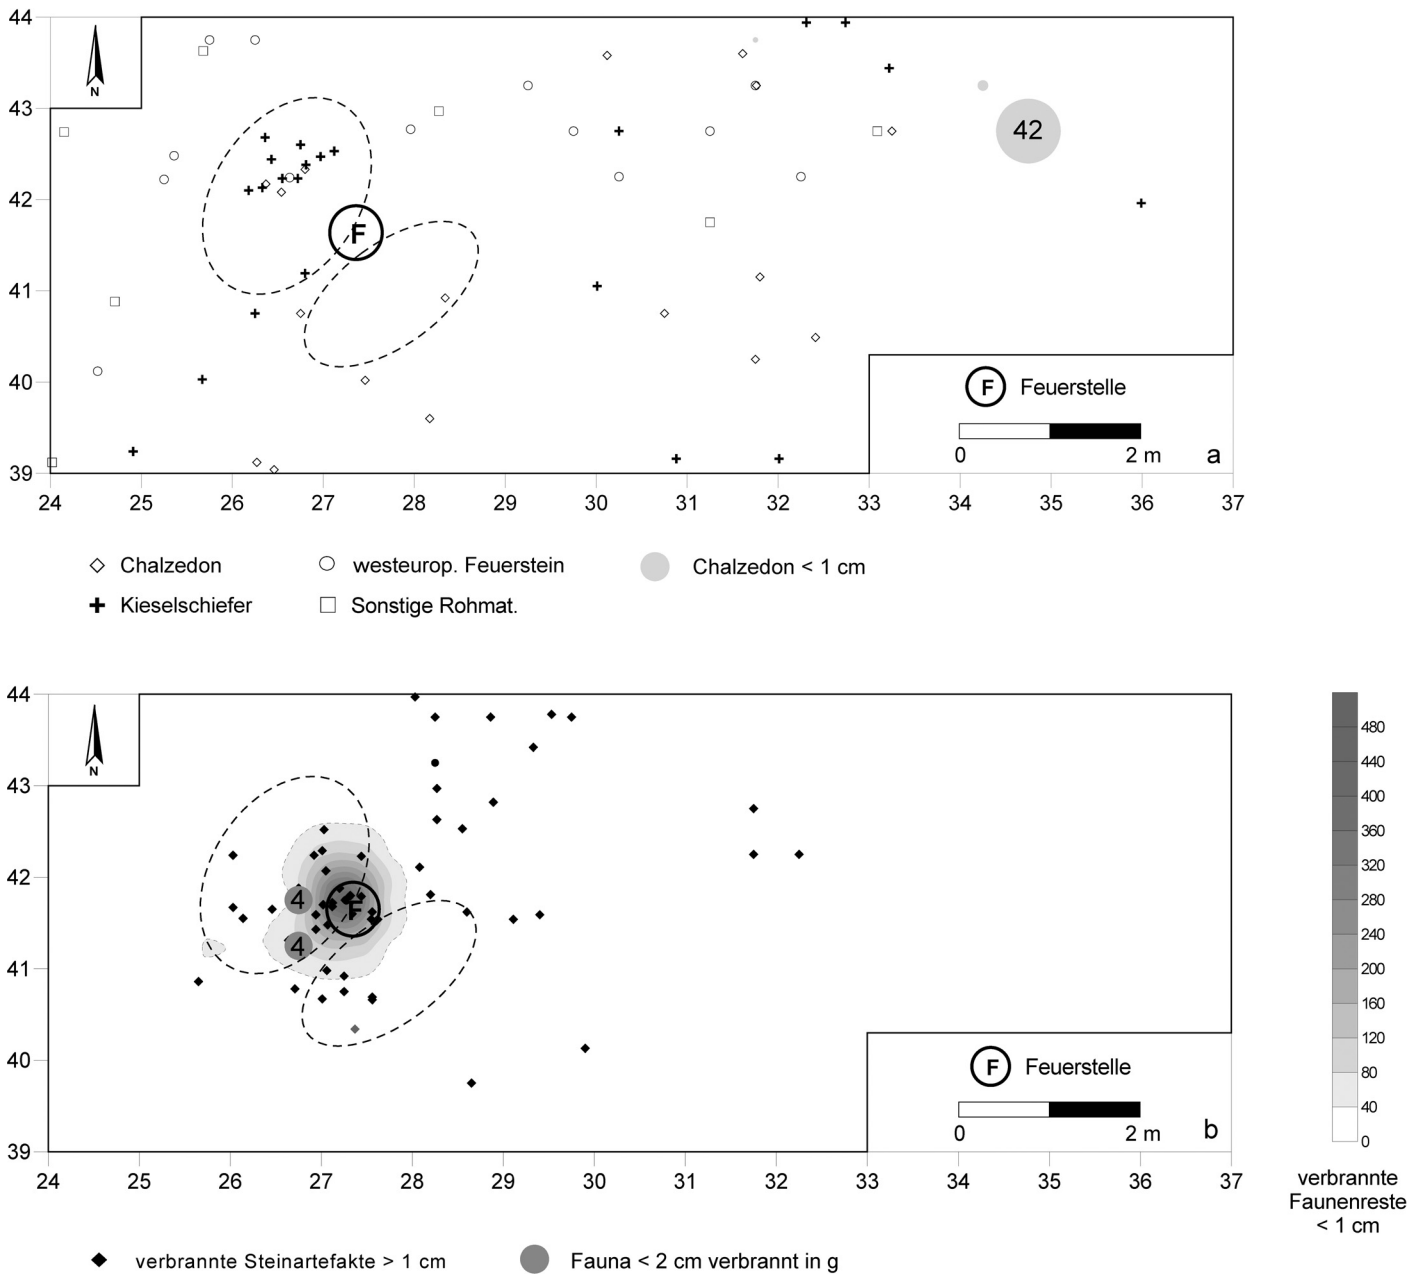 44
43
42
41
40
39
N
F
42
F Feuerstelle
0 2 m
a
24 25 26 27 28 29 30 31 32 33 34 35 36 37
Chalzedon westeurop. Feuerstein Chalzedon < 1 cm
Kieselschiefer Sonstige Rohmat.
44
43
42
41
40
39
N
4
F
4
F Feuerstelle
0 2 m
b
24 25 26 27 28 29 30 31 32 33 34 35 36 37
480
440
400
360
320
280
240
200
160
120
80
40
0
verbrannte
Faunenreste
< 1 cm
verbrannte Steinartefakte > 1 cm Fauna < 2 cm verbrannt in g